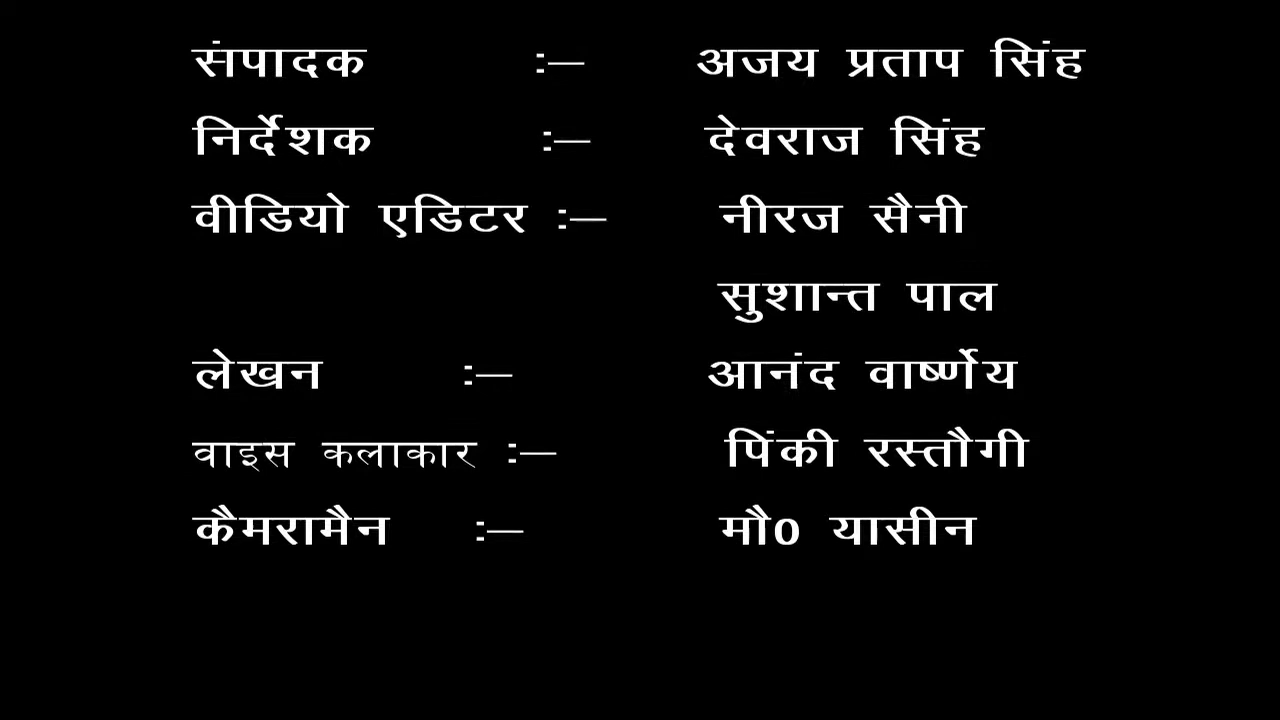 संपादक :— अजय प्रताप सिंह
निर्देशक :— देवराज सिंह
वीडियो एडिटर :— नीरज सैनी
सुशान्त पाल
लेखन :— आनंद वार्ष्णेय
वाइस कलाकार :— पिंकी रस्तौगी
कैमरामैन :— मौ0 यासीन